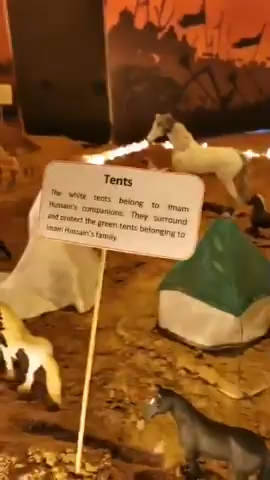 Tents
The white tents belong to Imam
Hussain's companions. They surround
and protect the green tents belonging to
Imam Hussain's family.